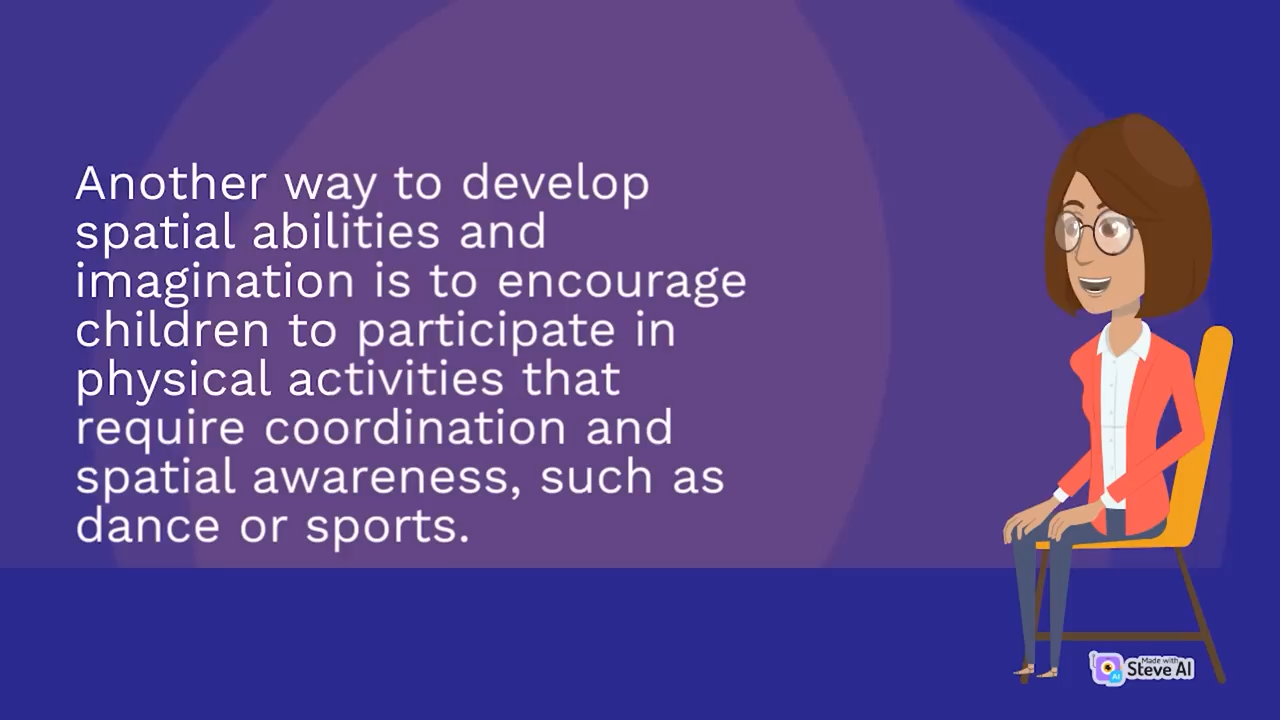 Another way to develop
spatial abilities and
imagination is to encourage
children to participate in
physical activities that
require coordination and
spatial awareness, such as
dance or sports.
Made with
Steve AI
AI